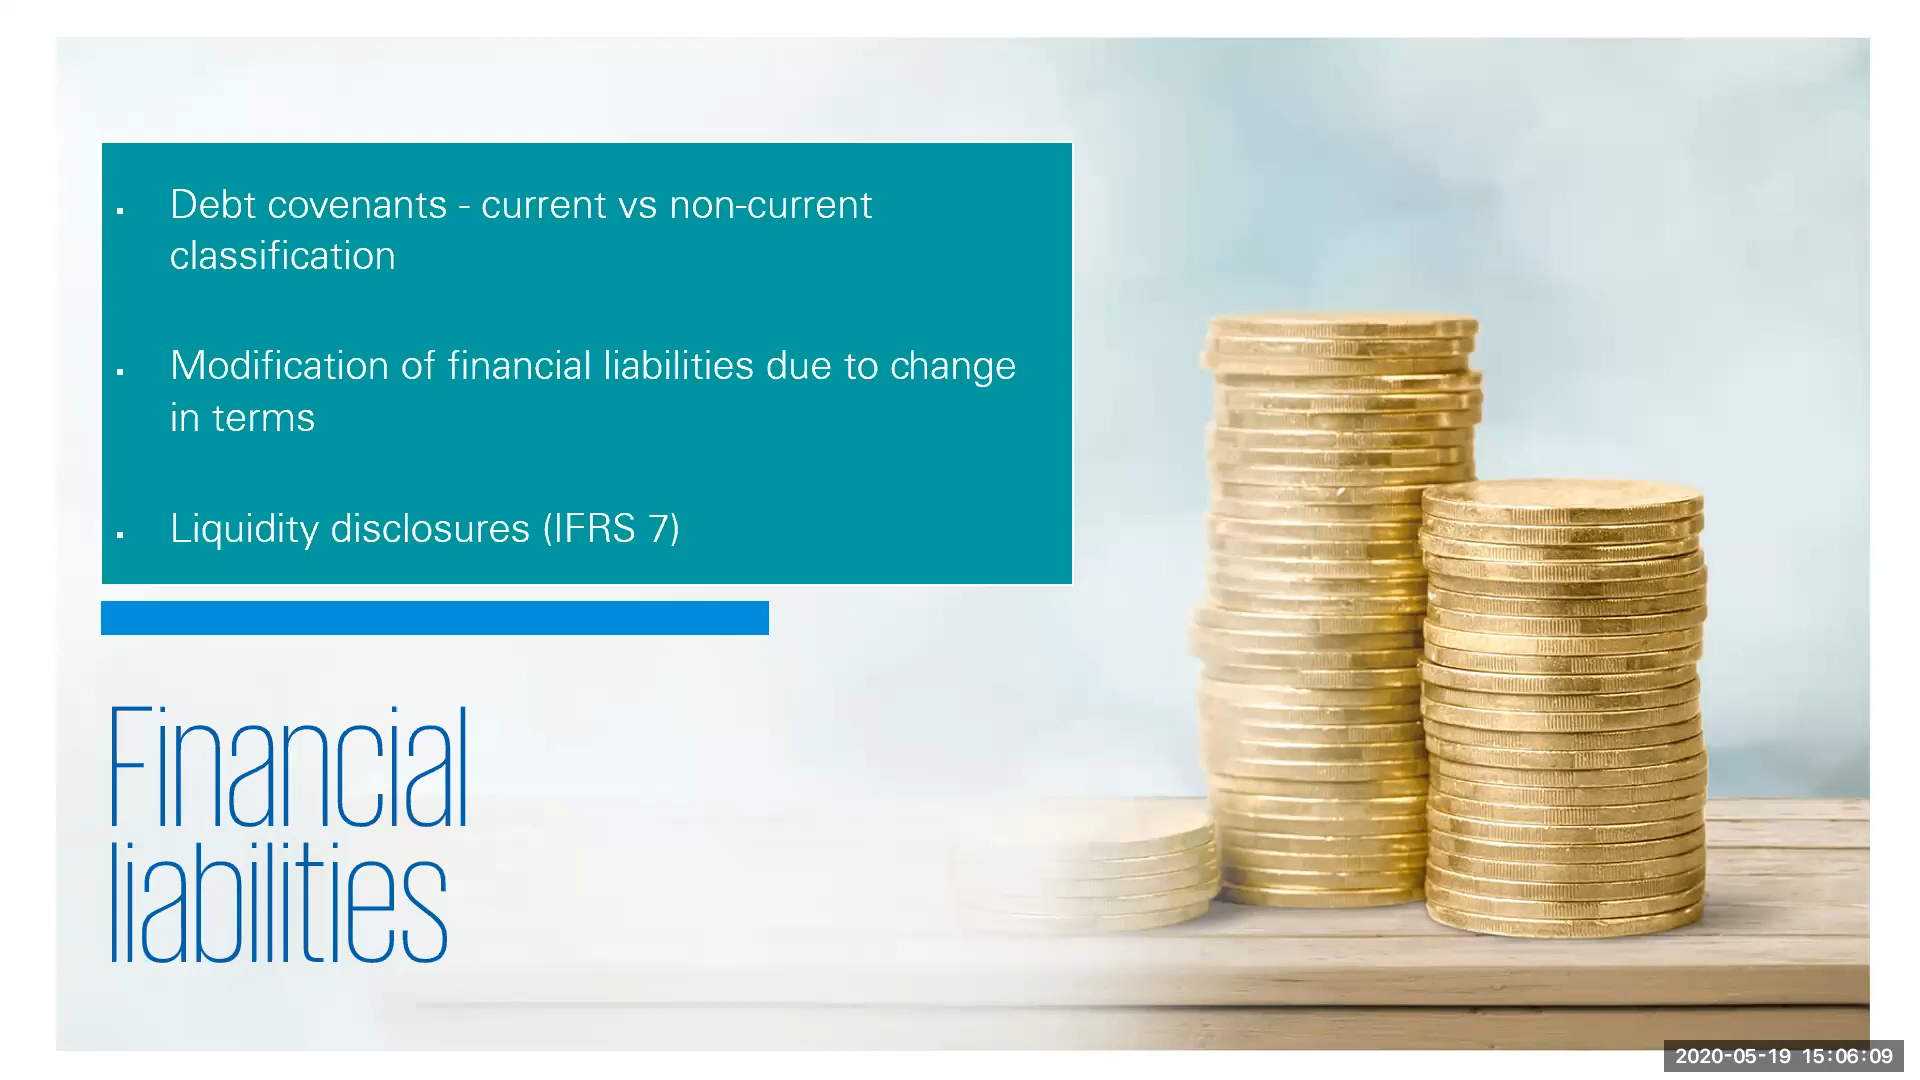 ▪ Debt covenants - current vs non-current
classification
▪ Modification of financial liabilities due to change
in terms
▪ Liquidity disclosures (IFRS 7)
Financial
liabilities
2020-05-19 15:06:09